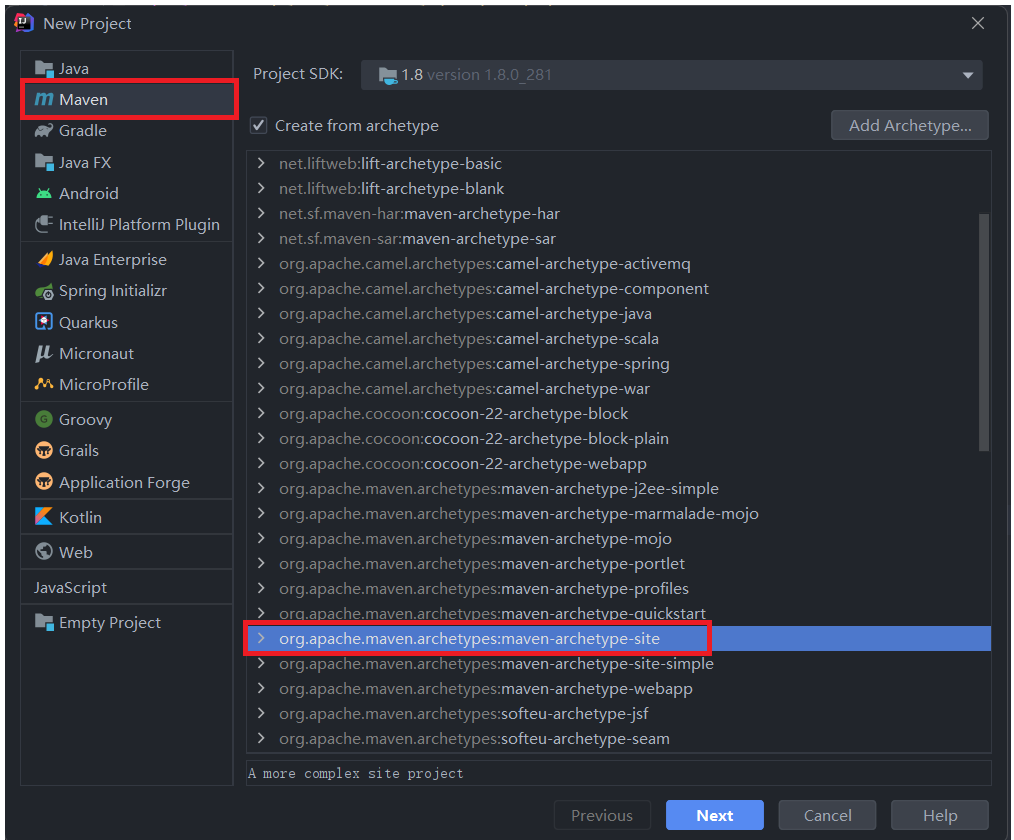 New Project
Java
Maven
Gradle
Java FX
Android
IntelliJ Platform Plugin
Java Enterprise
Spring Initializr
Quarkus
Micronaut
MicroProfile
Groovy
Grails
Application Forge
Kotlin
Web
JavaScript
Empty Project
Project SDK: 1.8 version 1.8.0_281
Create from archetype
Add Archetype...
net.liftweb:lift-archetype-basic
net.liftweb:lift-archetype-blank
net.sf.maven-har:maven-archetype-har
net.sf.maven-sar:maven-archetype-sar
org.apache.camel.archetypes:camel-archetype-activemq
org.apache.camel.archetypes:camel-archetype-component
org.apache.camel.archetypes:camel-archetype-java
org.apache.camel.archetypes:camel-archetype-scala
org.apache.camel.archetypes:camel-archetype-spring
org.apache.camel.archetypes:camel-archetype-war
org.apache.cocoon:cocoon-22-archetype-block
org.apache.cocoon:cocoon-22-archetype-block-plain
org.apache.cocoon:cocoon-22-archetype-webapp
org.apache.maven.archetypes:maven-archetype-j2ee-simple
org.apache.maven.archetypes:maven-archetype-marmalade-mojo
org.apache.maven.archetypes:maven-archetype-mojo
org.apache.maven.archetypes:maven-archetype-portlet
org.apache.maven.archetypes:maven-archetype-profiles
org.apache.maven.archetypes:maven-archetype-quickstart
org.apache.maven.archetypes:maven-archetype-site
org.apache.maven.archetypes:maven-archetype-site-simple
org.apache.maven.archetypes:maven-archetype-webapp
org.apache.maven.archetypes:softeu-archetype-jsf
org.apache.maven.archetypes:softeu-archetype-seam
A more complex site project
Previous
Next
Cancel
Help